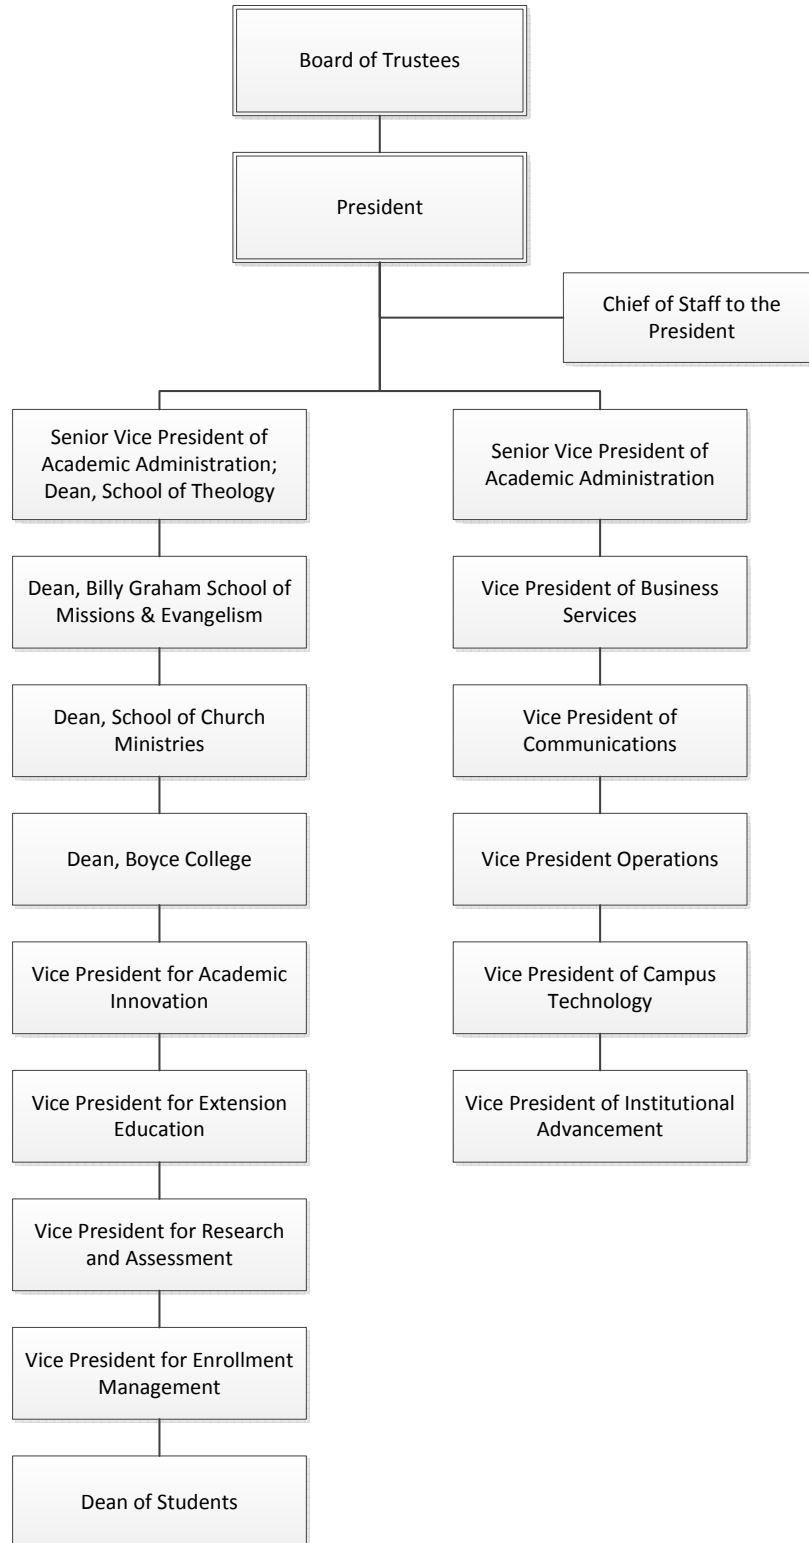 Board of Trustees
President
Chief of Staff to the
President
Senior Vice President of
Academic Administration;
Dean, School of Theology
Dean, Billy Graham School of
Missions & Evangelism
Dean, School of Church
Ministries
Dean, Boyce College
Vice President for Academic
Innovation
Vice President for Extension
Education
Vice President for Research
and Assessment
Vice President for Enrollment
Management
Dean of Students
Senior Vice President of
Academic Administration
Vice President of Business
Services
Vice President of
Communications
Vice President Operations
Vice President of Campus
Technology
Vice President of Institutional
Advancement